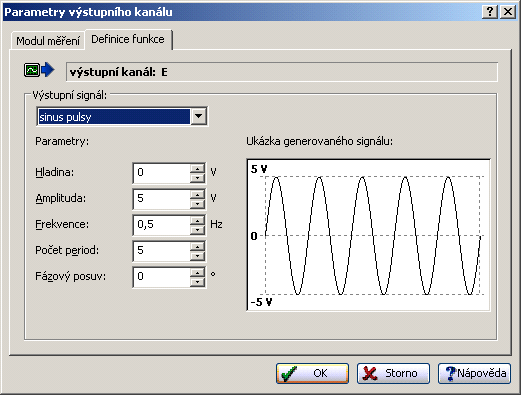 Parametry výstupního kanálu
Modul měření
Definice funkce
výstupní kanál: E
Výstupní signál:
sinus pulsy
Parametry:
Ukázka generovaného signálu:
Hladina: 0 V
Amplituda: 5 V
Frekvence: 0,5 Hz
Počet period: 5
Fázový posuv: 0 °
5 V
0
-5 V
OK
Storno
? Nápověda